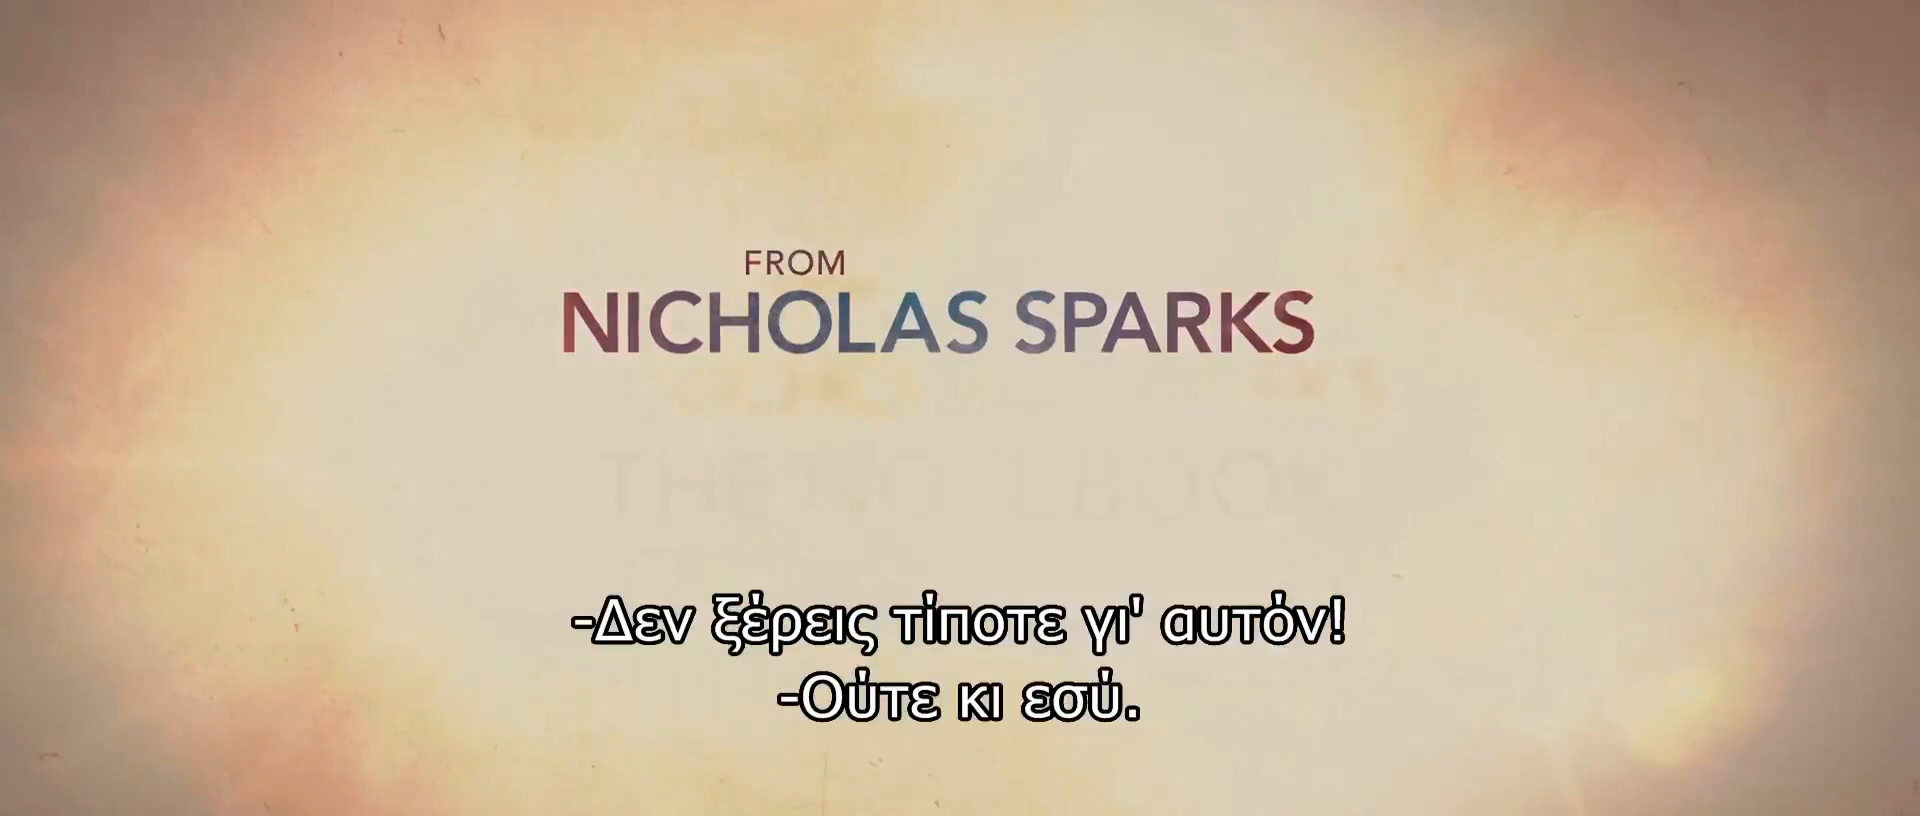 FROM
NICHOLAS SPARKS
-Δεν ξέρεις τίποτε γι' αυτόν!
-Ούτε κι εσύ.